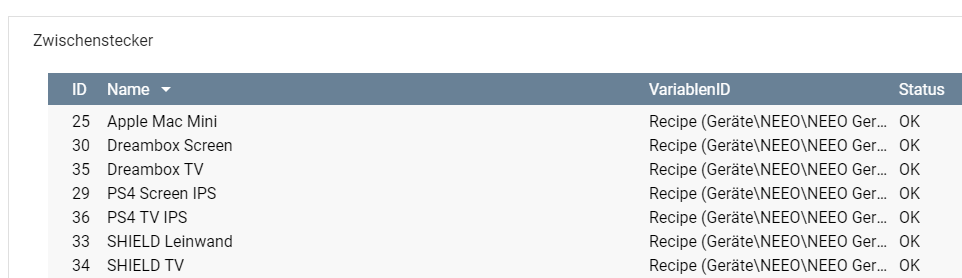 Zwischenstecker
ID Name VariablenID Status
25 Apple Mac Mini Recipe (Geräte\NEEO\NEEO Ger... OK
30 Dreambox Screen Recipe (Geräte\NEEO\NEEO Ger... OK
35 Dreambox TV Recipe (Geräte\NEEO\NEEO Ger... OK
29 PS4 Screen IPS Recipe (Geräte\NEEO\NEEO Ger... OK
36 PS4 TV IPS Recipe (Geräte\NEEO\NEEO Ger... OK
33 SHIELD Leinwand Recipe (Geräte\NEEO\NEEO Ger... OK
34 SHIELD TV Recipe (Geräte\NEEO\NEEO Ger... OK